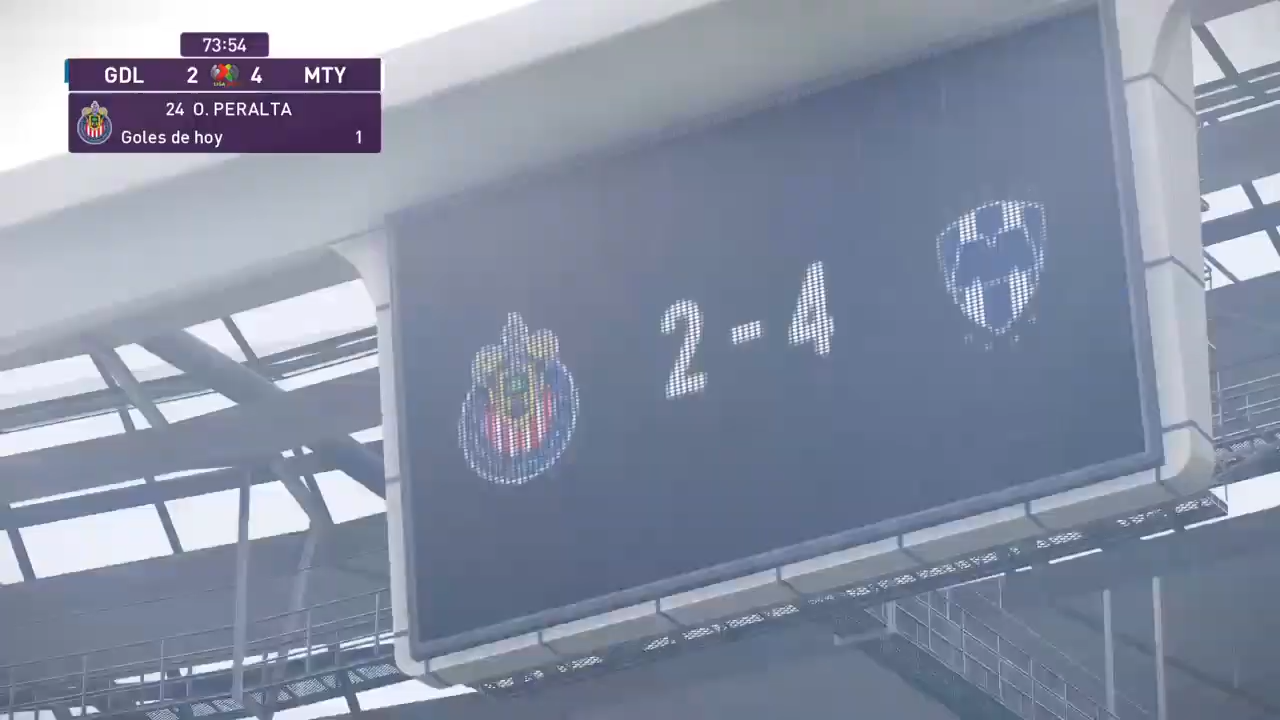 73:54
GDL 2 4 MTY
24 O. PERALTA
Goles de hoy 1
2 - 4